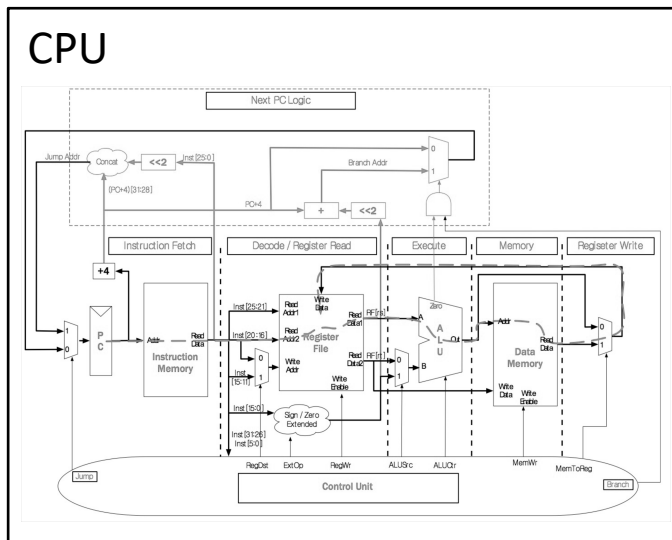 CPU
Next PC Logic
Jump Addr
Concat
<<2
Inst [25:0]
0
1
Branch Addr
(PC+4)[31:28]
PC+4
+
<<2
Instruction Fetch
Decode / Register Read
Execute
Memory
Regiseter Write
+4
Zero
Inst [25:21]
Read
Addr1
Write
Data
Read
Data1
RF[rs]
A
1
0
P
C
Addr
Read
Data
Instruction
Memory
Inst [20:16]
Read
Addr2
Register
File
A
L
U
Out
Addr
Read
Data
Data
Memory
0
1
Inst
[15:11]
0
1
Write
Addr
Read
Data2
RF[rt]
0
1
B
Write
Enable
Write
Data
Write
Enable
Inst [15:0]
Sign / Zero
Extended
Inst [31:26]
Inst [5:0]
RegDst
ExtOp
RegWr
ALUSrc
ALUCtr
MemWr
MemToReg
Jump
Control Unit
Branch